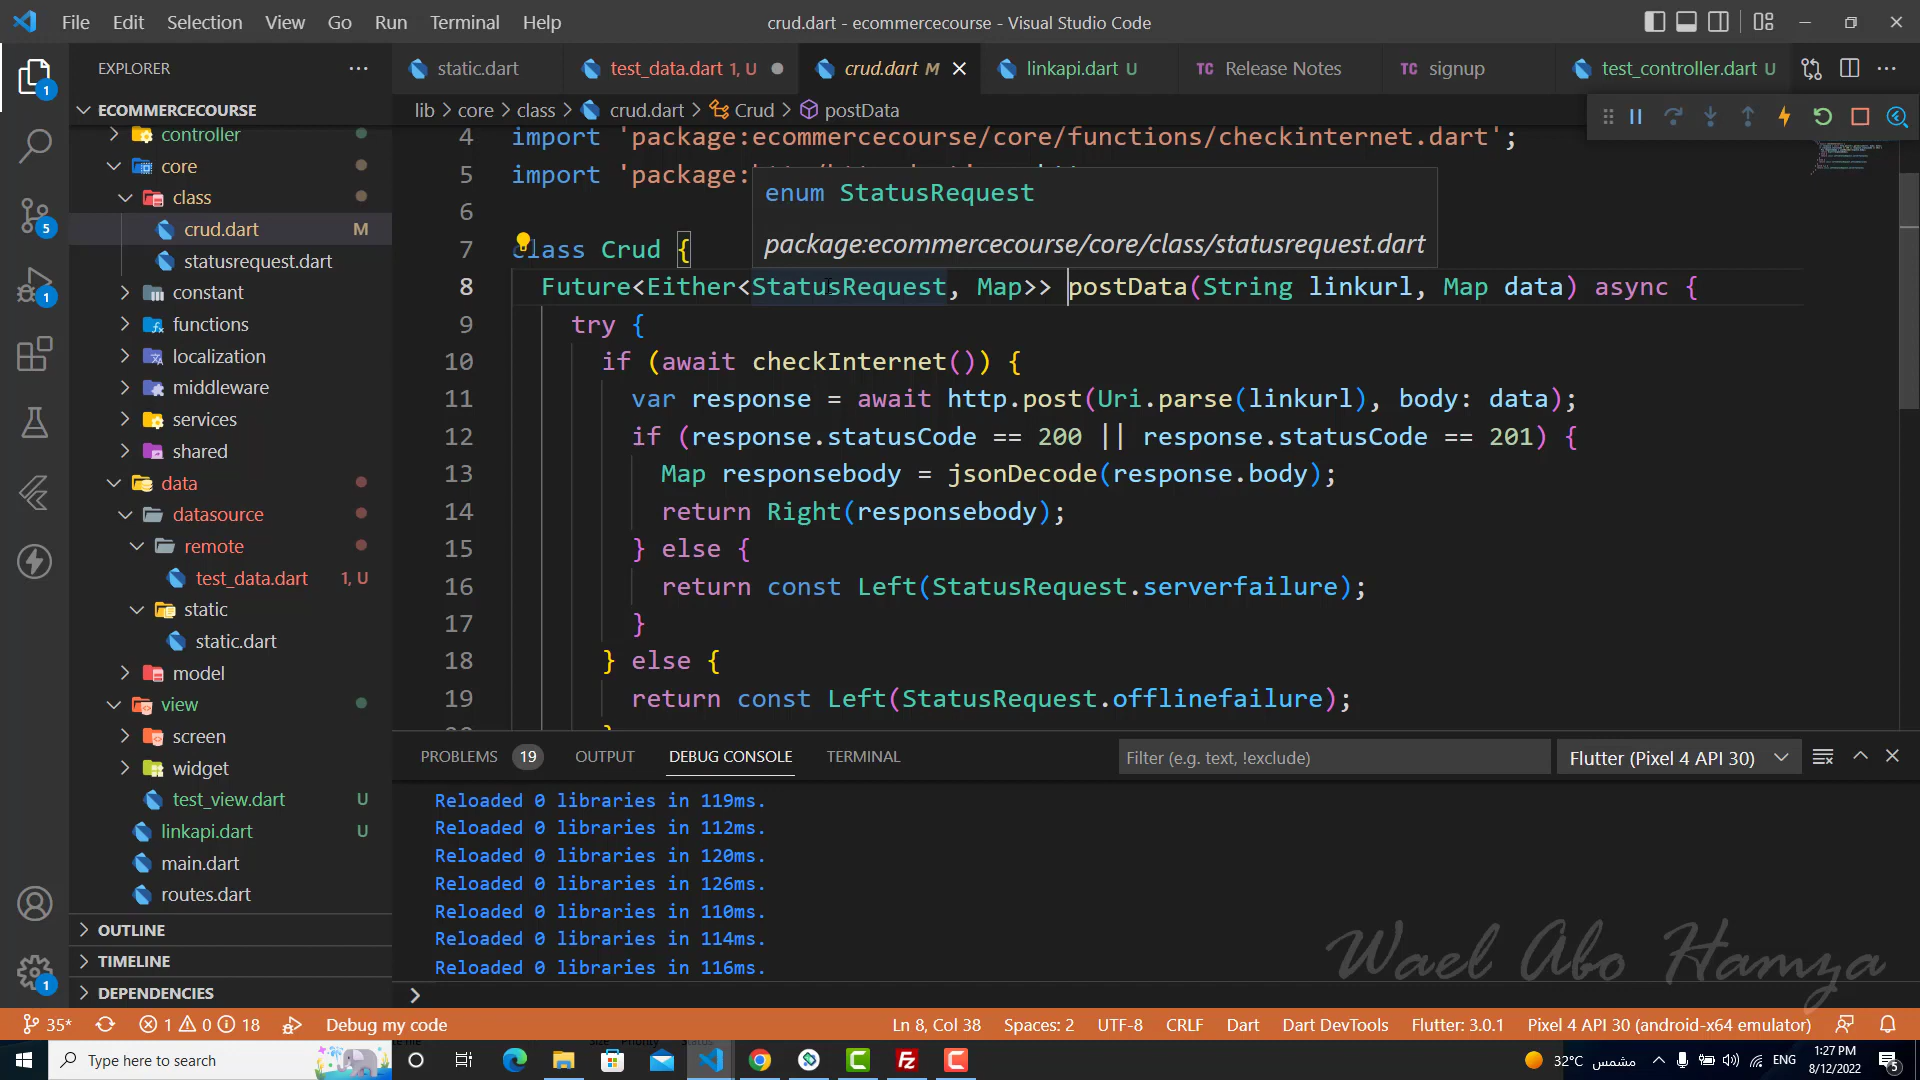 File Edit Selection View Go Run Terminal Help
crud.dart - ecommercecourse - Visual Studio Code
EXPLORER
static.dart
test_data.dart 1, U
crud.dart M
linkapi.dart U
Release Notes
signup
test_controller.dart U
ECOMMERCECOURSE
lib > core > class > crud.dart > Crud > postData
controller
core
class
crud.dart M
statusrequest.dart
constant
functions
localization
middleware
services
shared
data
datasource
remote
test_data.dart 1, U
static
static.dart
model
view
screen
widget
test_view.dart U
linkapi.dart U
main.dart
routes.dart
OUTLINE
TIMELINE
DEPENDENCIES
1
5
1
1
4 import 'package:ecommercecourse/core/functions/checkinternet.dart';
5 import 'package:
6
enum StatusRequest
package:ecommercecourse/core/class/statusrequest.dart
7 class Crud {
8 Future<Either<StatusRequest, Map>> postData(String linkurl, Map data) async {
9 try {
10 if (await checkInternet()) {
11 var response = await http.post(Uri.parse(linkurl), body: data);
12 if (response.statusCode == 200 || response.statusCode == 201) {
13 Map responsebody = jsonDecode(response.body);
14 return Right(responsebody);
15 } else {
16 return const Left(StatusRequest.serverfailure);
17 }
18 } else {
19 return const Left(StatusRequest.offlinefailure);
PROBLEMS 19 OUTPUT DEBUG CONSOLE TERMINAL
Filter (e.g. text, !exclude)
Flutter (Pixel 4 API 30)
Reloaded 0 libraries in 119ms.
Reloaded 0 libraries in 112ms.
Reloaded 0 libraries in 120ms.
Reloaded 0 libraries in 126ms.
Reloaded 0 libraries in 110ms.
Reloaded 0 libraries in 114ms.
Reloaded 0 libraries in 116ms.
Wael Abo Hamza
35* 1 0 18 Debug my code
Ln 8, Col 38 Spaces: 2 UTF-8 CRLF Dart Dart DevTools Flutter: 3.0.1 Pixel 4 API 30 (android-x64 emulator)
Type here to search
32°C مشمس
ENG
1:27 PM
8/12/2022
5